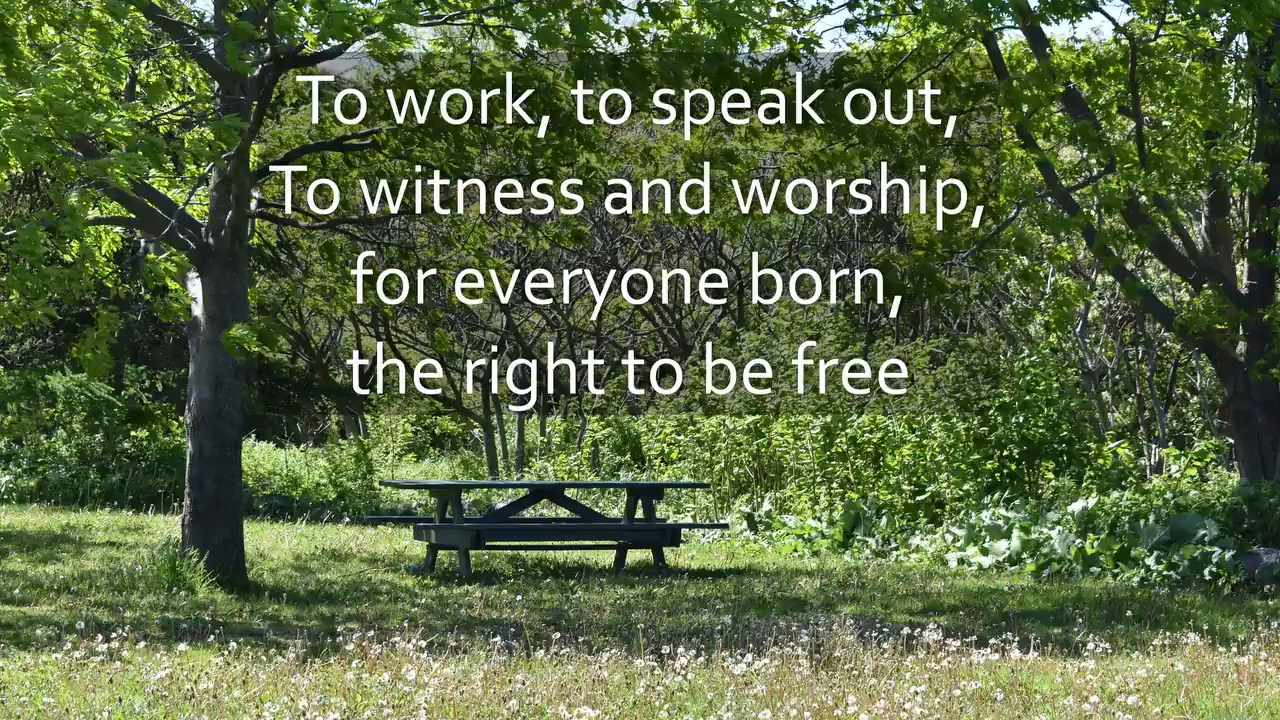 To work, to speak out,
To witness and worship,
for everyone born,
the right to be free